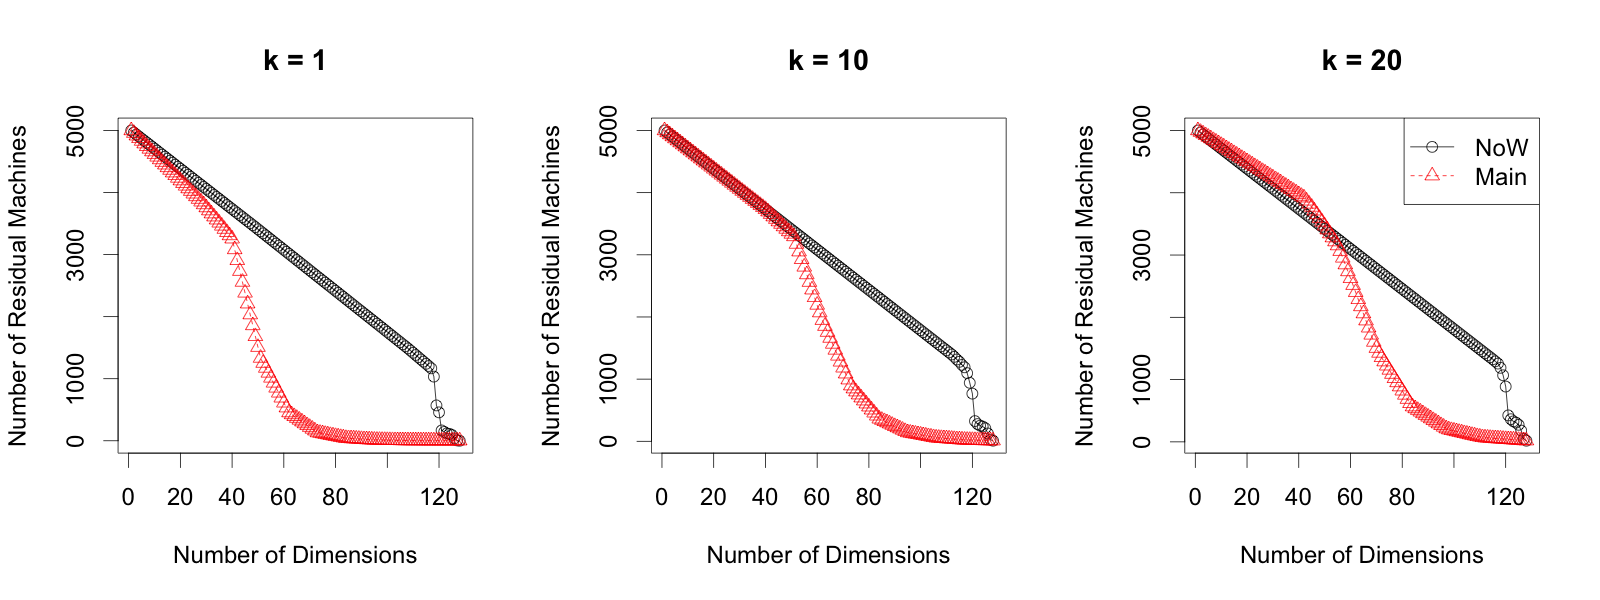 k = 1
Number of Residual Machines
5000
3000
1000
0
0 20 40 60 80 120
Number of Dimensions
k = 10
Number of Residual Machines
5000
3000
1000
0
0 20 40 60 80 120
Number of Dimensions
k = 20
Number of Residual Machines
5000
3000
1000
0
0 20 40 60 80 120
Number of Dimensions
NoW
Main